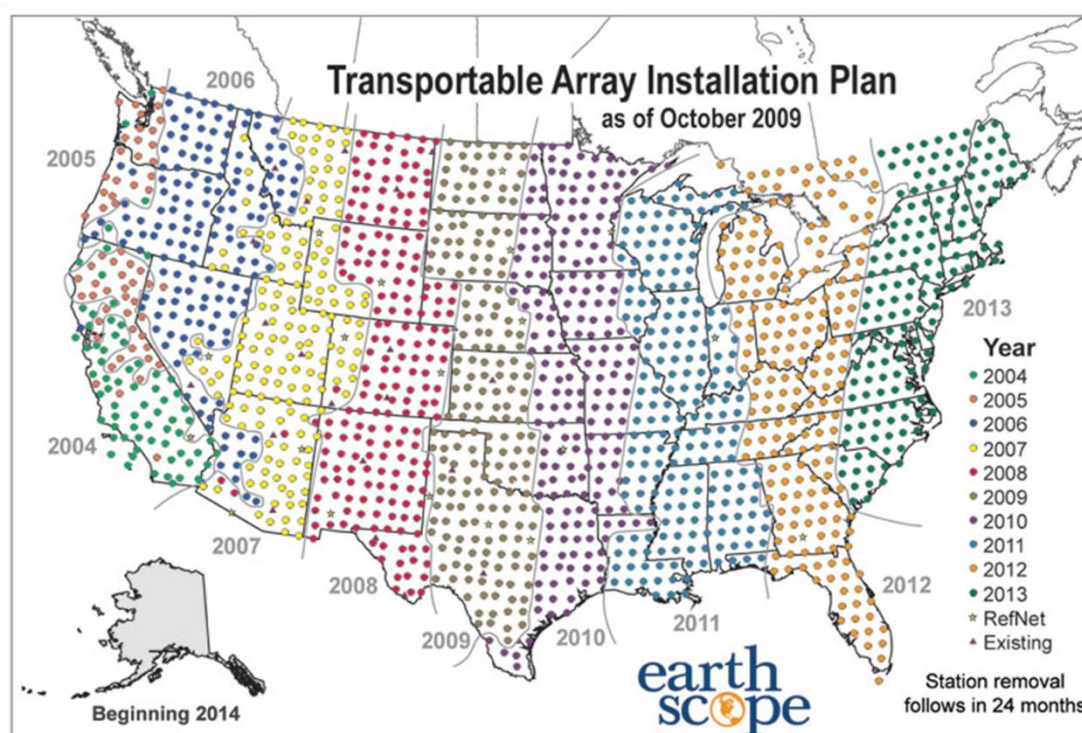 Transportable Array Installation Plan
as of October 2009
2006
2005
2004
2007
2008
2009
2010
2011
2012
2013
Year
2004
2005
2006
2007
2008
2009
2010
2011
2012
2013
RefNet
Existing
Beginning 2014
earth
scope
Station removal
follows in 24 months